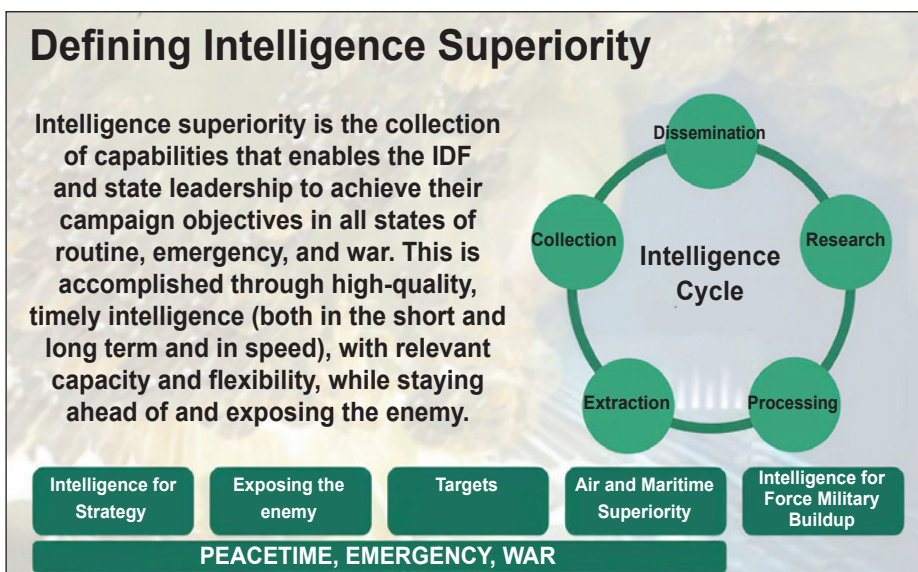 Defining Intelligence Superiority
Intelligence superiority is the collection
of capabilities that enables the IDF
and state leadership to achieve their
campaign objectives in all states of
routine, emergency, and war. This is
accomplished through high-quality,
timely intelligence (both in the short and
long term and in speed), with relevant
capacity and flexibility, while staying
ahead of and exposing the enemy.
Dissemination
Collection
Research
Intelligence
Cycle
Extraction
Processing
Intelligence for
Strategy
Exposing the
enemy
Targets
Air and Maritime
Superiority
Intelligence for
Force Military
Buildup
PEACETIME, EMERGENCY, WAR